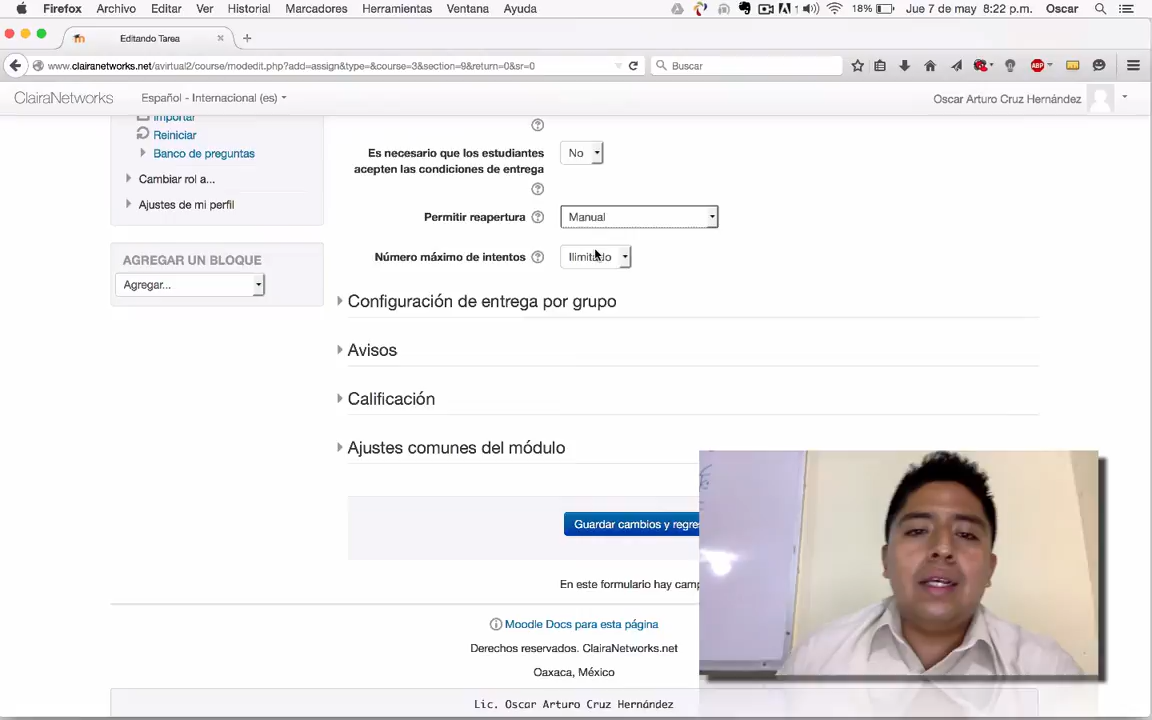 Firefox Archivo Editar Ver Historial Marcadores Herramientas Ventana Ayuda 1 18% Jue 7 de may 8:22 p.m. Oscar
Editando Tarea
www.clairanetworks.net/avirtual2/course/modedit.php?add=assign&type=&course=3&section=9&return=0&sr=0 Buscar ABP
ClairaNetworks Español - Internacional (es) Oscar Arturo Cruz Hernández
Importar
Reiniciar
Banco de preguntas
Cambiar rol a...
Ajustes de mi perfil
AGREGAR UN BLOQUE
Agregar...
Es necesario que los estudiantes
acepten las condiciones de entrega
No
Permitir reapertura Manual
Número máximo de intentos Ilimitado
Configuración de entrega por grupo
Avisos
Calificación
Ajustes comunes del módulo
Guardar cambios y regre
En este formulario hay camp
Moodle Docs para esta página
Derechos reservados. ClairaNetworks.net
Oaxaca, México
Lic. Oscar Arturo Cruz Hernández